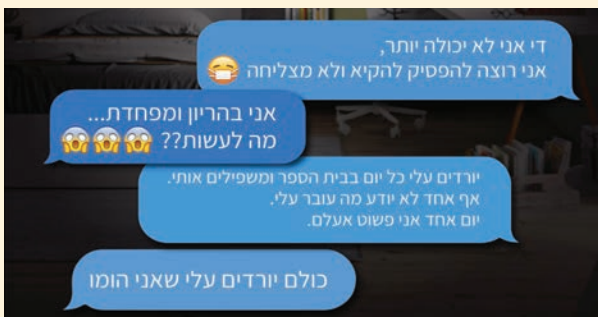 די אני לא יכולה יותר,
אני רוצה להפסיק להקיא ולא מצליחה 😷
אני בהריון ומפחדת...
מה לעשות?? 😱😱😱
יורדים עלי כל יום בבית הספר ומשפילים אותי.
אף אחד לא יודע מה עובר עלי.
יום אחד אני פשוט אעלם.
כולם יורדים עלי שאני הומו